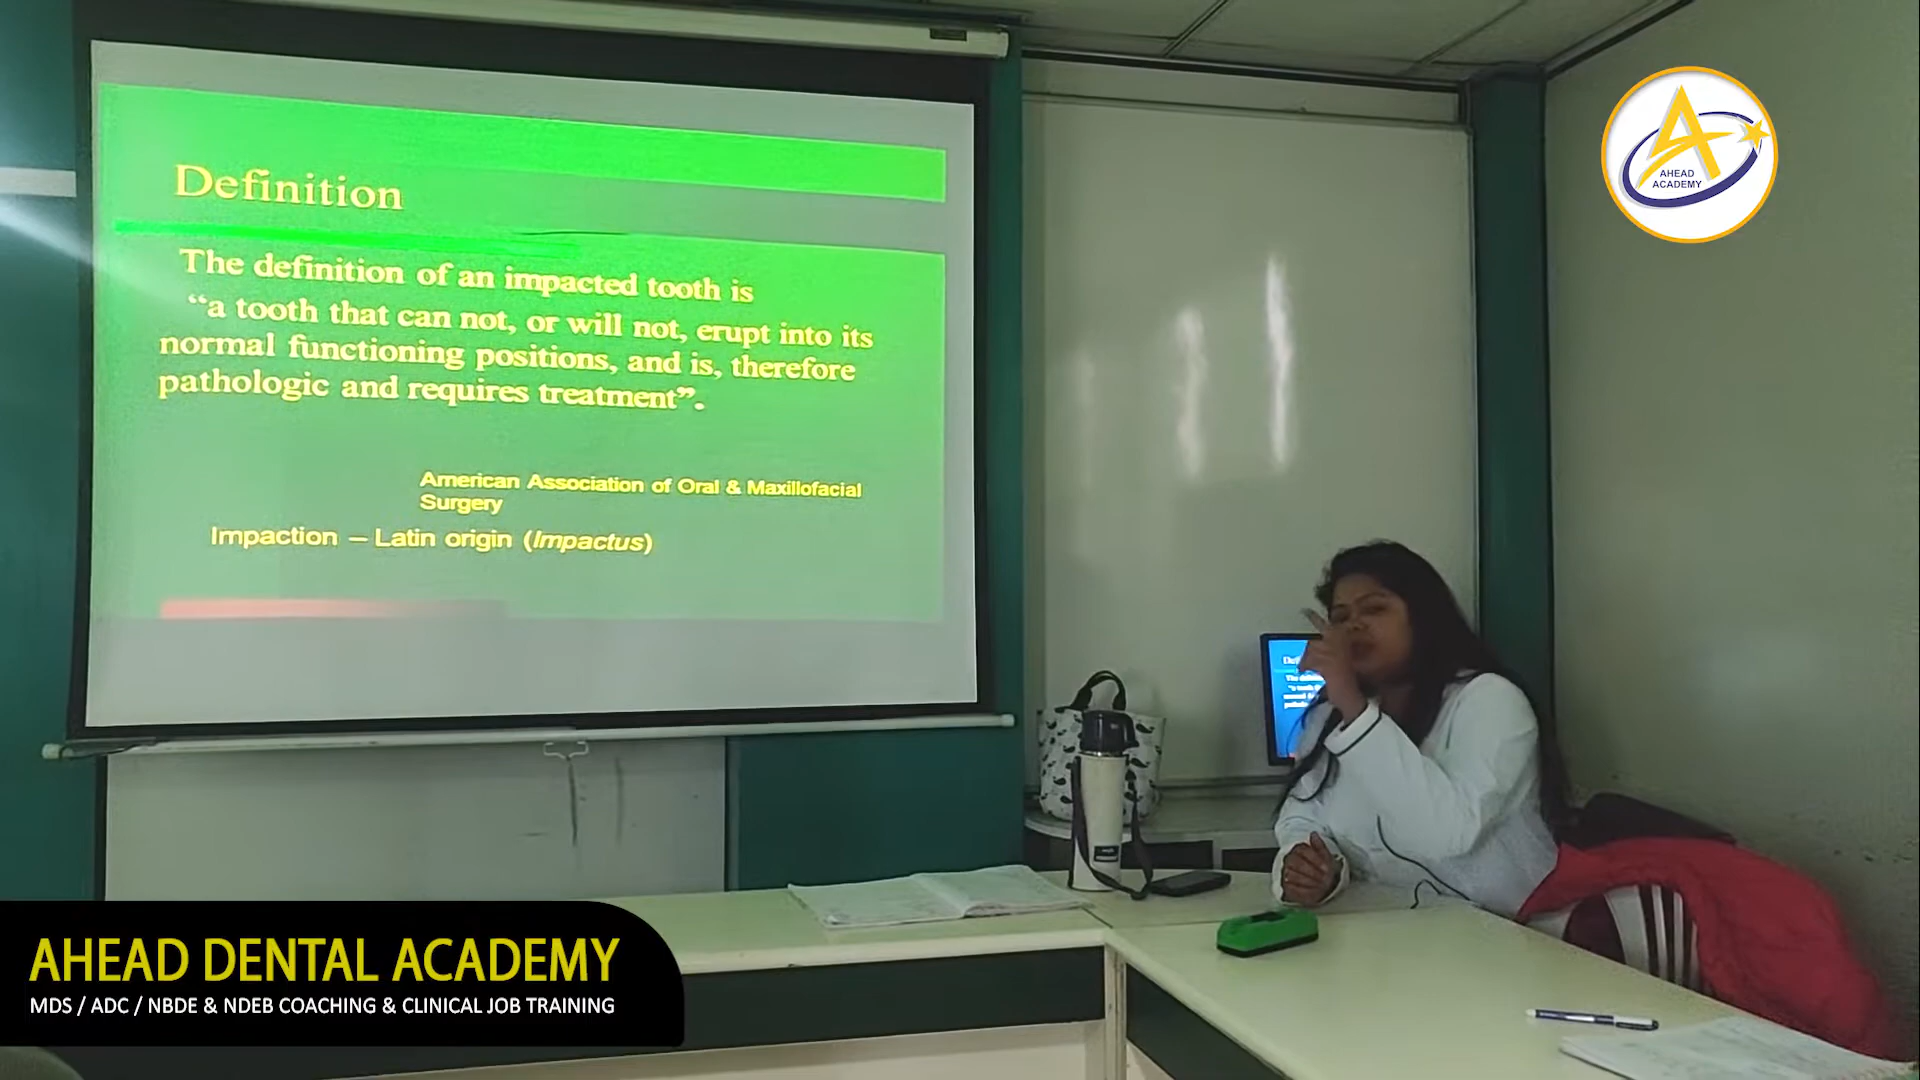 Definition
The definition of an impacted tooth is
“a tooth that can not, or will not, erupt into its
normal functioning positions, and is, therefore
pathologic and requires treatment”.
American Association of Oral & Maxillofacial
Surgery
Impaction – Latin origin (Impactus)
AHEAD
ACADEMY
AHEAD DENTAL ACADEMY
MDS / ADC / NBDE & NDEB COACHING & CLINICAL JOB TRAINING